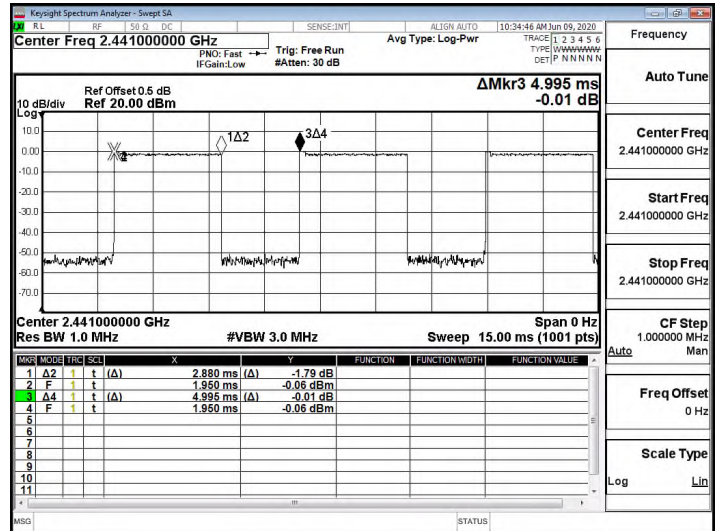 Keysight Spectrum Analyzer - Swept SA
LXI RL RF 50 Ω DC SENSE:INT ALIGN AUTO 10:34:46 AM Jun 09, 2020
Center Freq 2.441000000 GHz
PNO: Fast
IFGain:Low
Trig: Free Run
#Atten: 30 dB
Avg Type: Log-Pwr
TRACE 1 2 3 4 5 6
TYPE WWWWWWW
DET P N N N N N
Frequency
Auto Tune
Center Freq
2.441000000 GHz
Start Freq
2.441000000 GHz
Stop Freq
2.441000000 GHz
CF Step
1.000000 MHz
Auto Man
Freq Offset
0 Hz
Scale Type
Log Lin
ΔMkr3 4.995 ms
-0.01 dB
Ref Offset 0.5 dB
10 dB/div Ref 20.00 dBm
Log
10.0
0.00
-10.0
-20.0
-30.0
-40.0
-50.0
-60.0
-70.0
1Δ2
3Δ4
Center 2.441000000 GHz Span 0 Hz
Res BW 1.0 MHz #VBW 3.0 MHz Sweep 15.00 ms (1001 pts)
MKR MODE TRC SCL X Y FUNCTION FUNCTION WIDTH FUNCTION VALUE
1 Δ2 1 t (Δ) 2.880 ms (Δ) -1.79 dB
2 F 1 t 1.950 ms -0.06 dBm
3 Δ4 1 t (Δ) 4.995 ms (Δ) -0.01 dB
4 F 1 t 1.950 ms -0.06 dBm
5
6
7
8
9
10
11
MSG STATUS